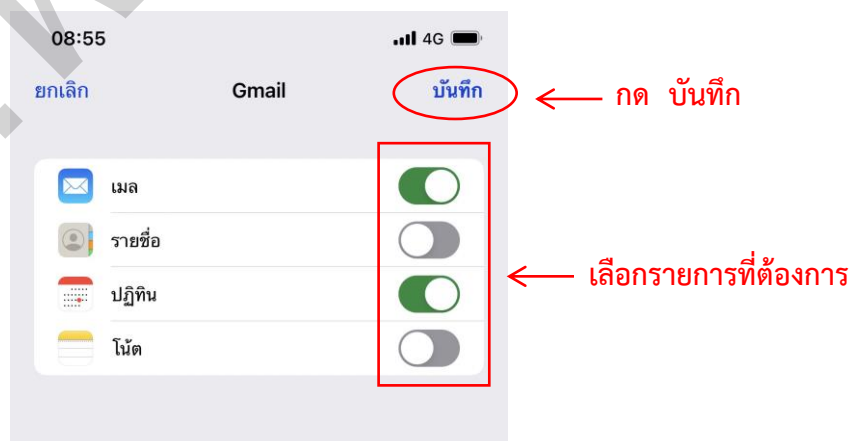 08:55 4G
ยกเลิก Gmail บันทึก
กด บันทึก
เมล
รายชื่อ
ปฏิทิน
โน้ต
เลือกรายการที่ต้องการ